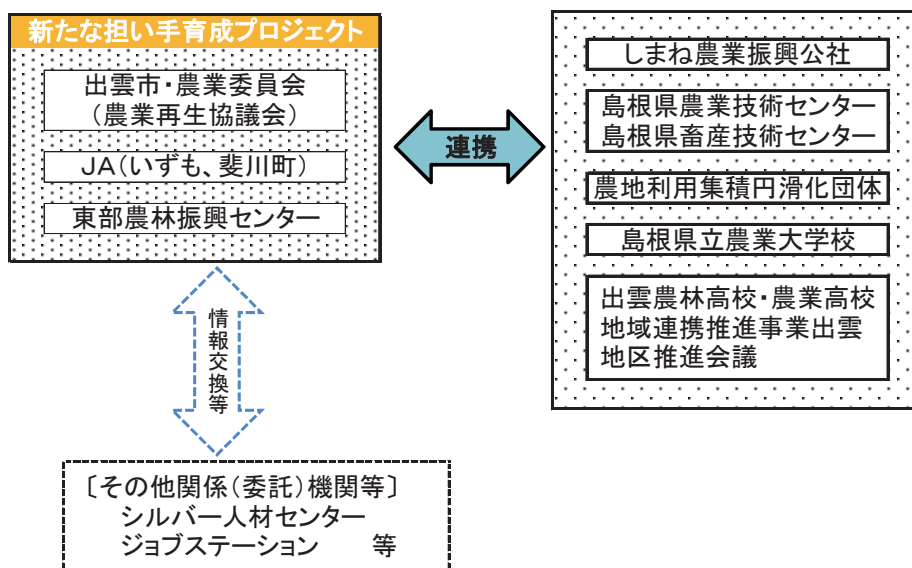 新たな担い手育成プロジェクト
出雲市・農業委員会
（農業再生協議会）
JA（いずも、斐川町）
東部農林振興センター
連携
しまね農業振興公社
島根県農業技術センター
島根県畜産技術センター
農地利用集積円滑化団体
島根県立農業大学校
出雲農林高校・農業高校
地域連携推進事業出雲
地区推進会議
情報交換等
〔その他関係（委託）機関等〕
シルバー人材センター
ジョブステーション　等